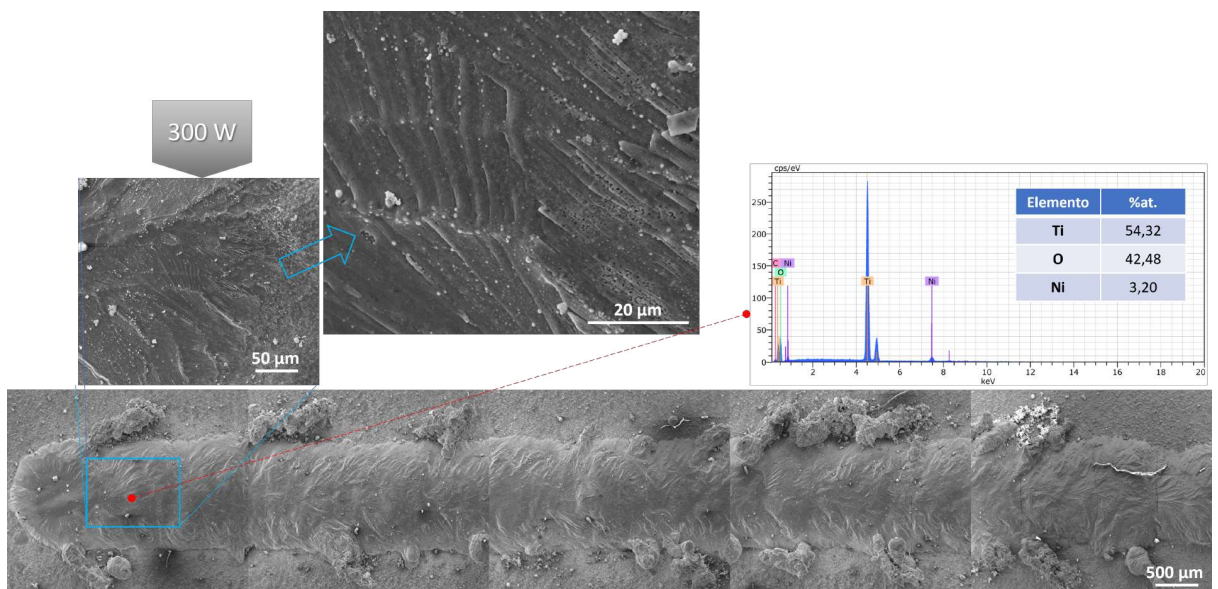 300 W
50 µm
20 µm
cps/eV
250
200
150
100
50
0
C Ni
O
Ti
Ti
Ni
2 4 6 8 10 12 14 16 18 20
keV
Elemento %at.
Ti 54,32
O 42,48
Ni 3,20
500 µm